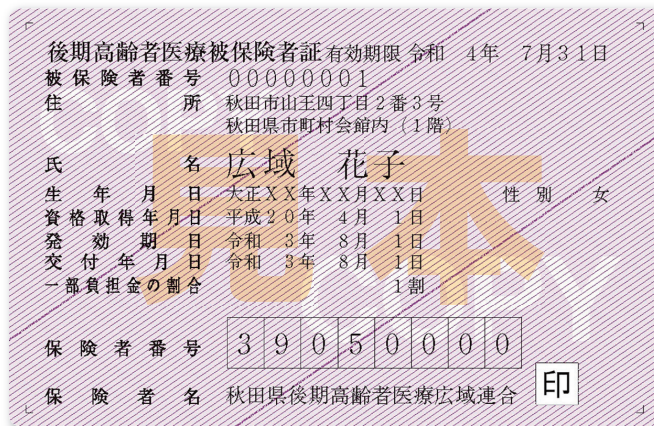 後期高齢者医療被保険者証 有効期限 令和 4年 7月31日
被保険者番号 00000001
住所 秋田市山王四丁目2番3号
秋田県市町村会館内（1階）
氏名 広域 花子
生年月日 大正XX年XX月XX日 性別 女
資格取得年月日 平成20年 4月 1日
発効期日 令和 3年 8月 1日
交付年月日 令和 3年 8月 1日
一部負担金の割合 1割
保険者番号 39050000
保険者名 秋田県後期高齢者医療広域連合 印
見本
COPY
COPY